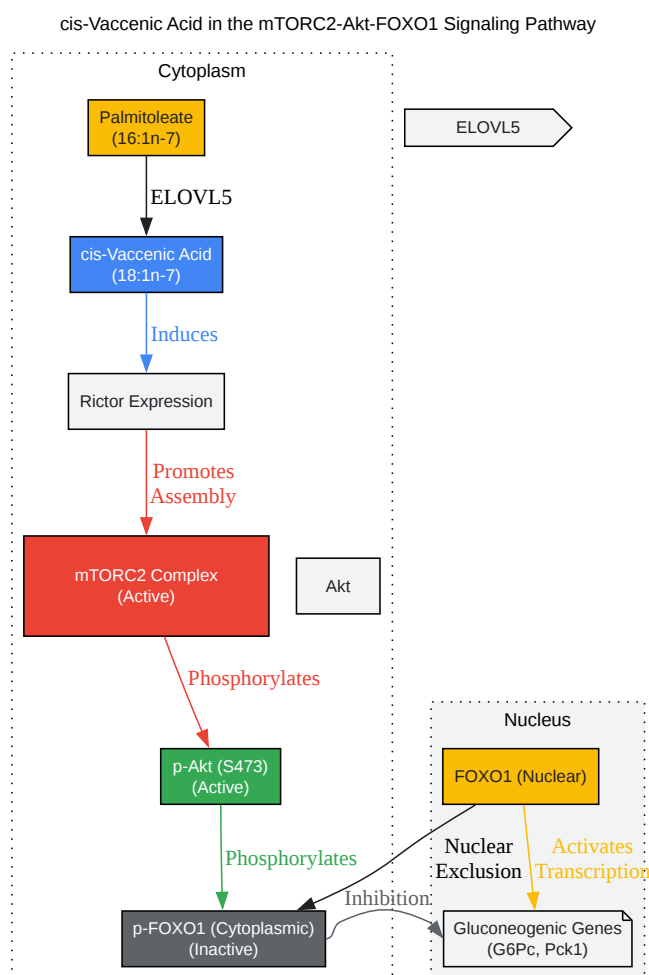 cis-Vaccenic Acid in the mTORC2-Akt-FOXO1 Signaling Pathway
Cytoplasm
Palmitoleate
(16:1n-7)
ELOVL5
ELOVL5
cis-Vaccenic Acid
(18:1n-7)
Induces
Rictor Expression
Promotes
Assembly
mTORC2 Complex
(Active)
Akt
Phosphorylates
Nucleus
p-Akt (S473)
(Active)
FOXO1 (Nuclear)
Phosphorylates
Nuclear
Exclusion
Activates
Transcription
Inhibition
p-FOXO1 (Cytoplasmic)
(Inactive)
Gluconeogenic Genes
(G6Pc, Pck1)